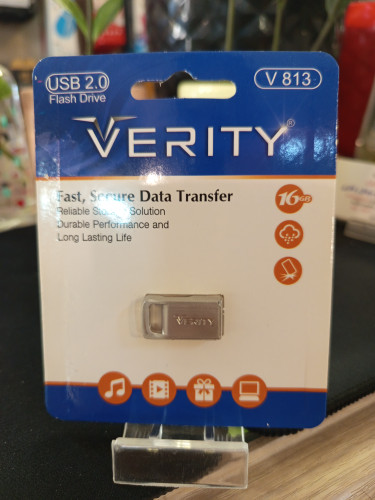 USB 2.0
Flash Drive
V 813
VERITY®
Fast, Secure Data Transfer
Reliable Storage Solution
Durable Performance and
Long Lasting Life
16GB
VERITY